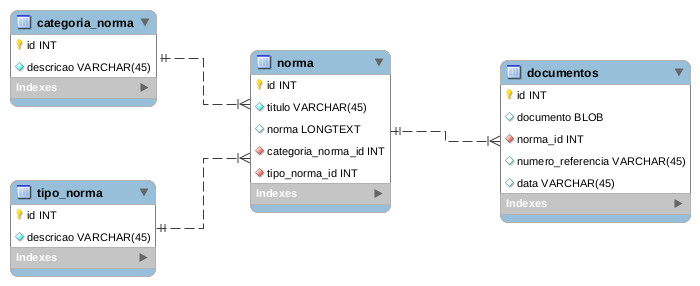 categoria_norma
id INT
descricao VARCHAR(45)
Indexes
norma
id INT
titulo VARCHAR(45)
norma LONGTEXT
categoria_norma_id INT
tipo_norma_id INT
Indexes
documentos
id INT
documento BLOB
norma_id INT
numero_referencia VARCHAR(45)
data VARCHAR(45)
Indexes
tipo_norma
id INT
descricao VARCHAR(45)
Indexes